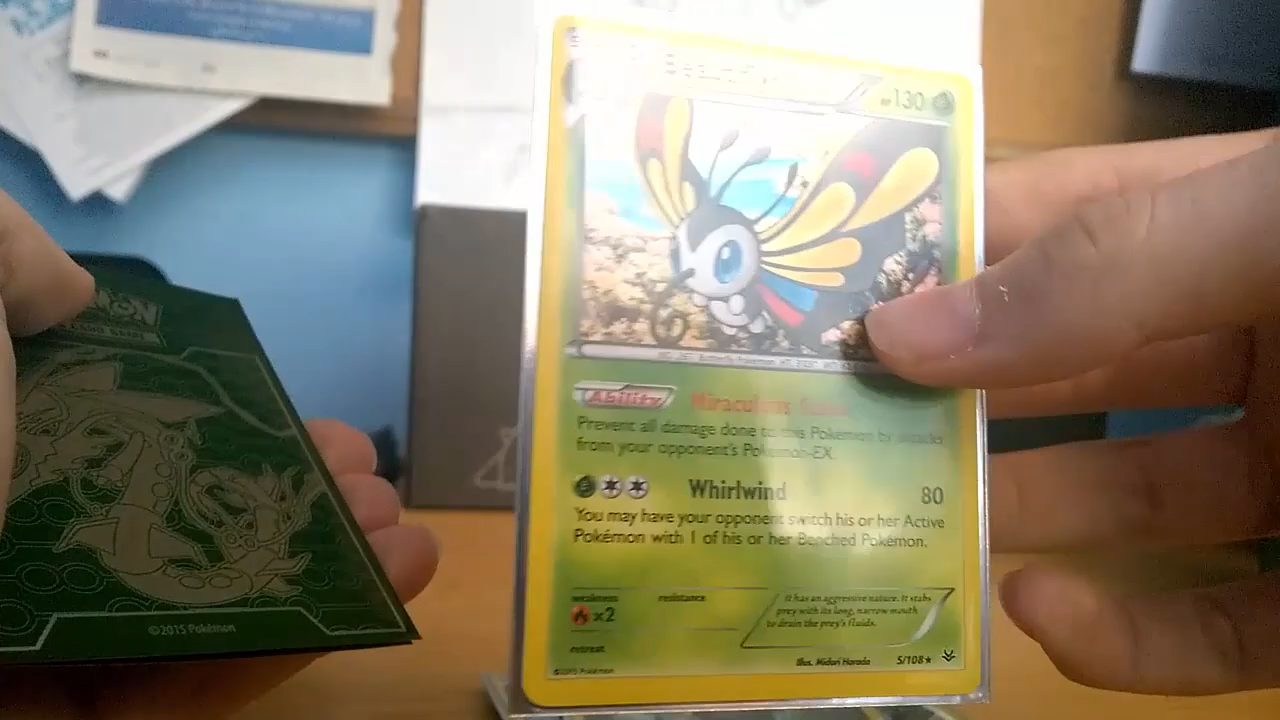 Beautifly
HP130
Ability
Miraculous
Prevent all damage done to this Pokémon by attacks
from your opponent's Pokémon-EX.
Whirlwind 80
You may have your opponent switch his or her Active
Pokémon with 1 of his or her Benched Pokémon.
weakness resistance
×2
It has an aggressive nature. It stabs
prey with its long, narrow mouth
to drain the prey's fluids.
retreat
Illus. Midori Harada 5/108★
©2015 Pokémon
©2015 Pokémon